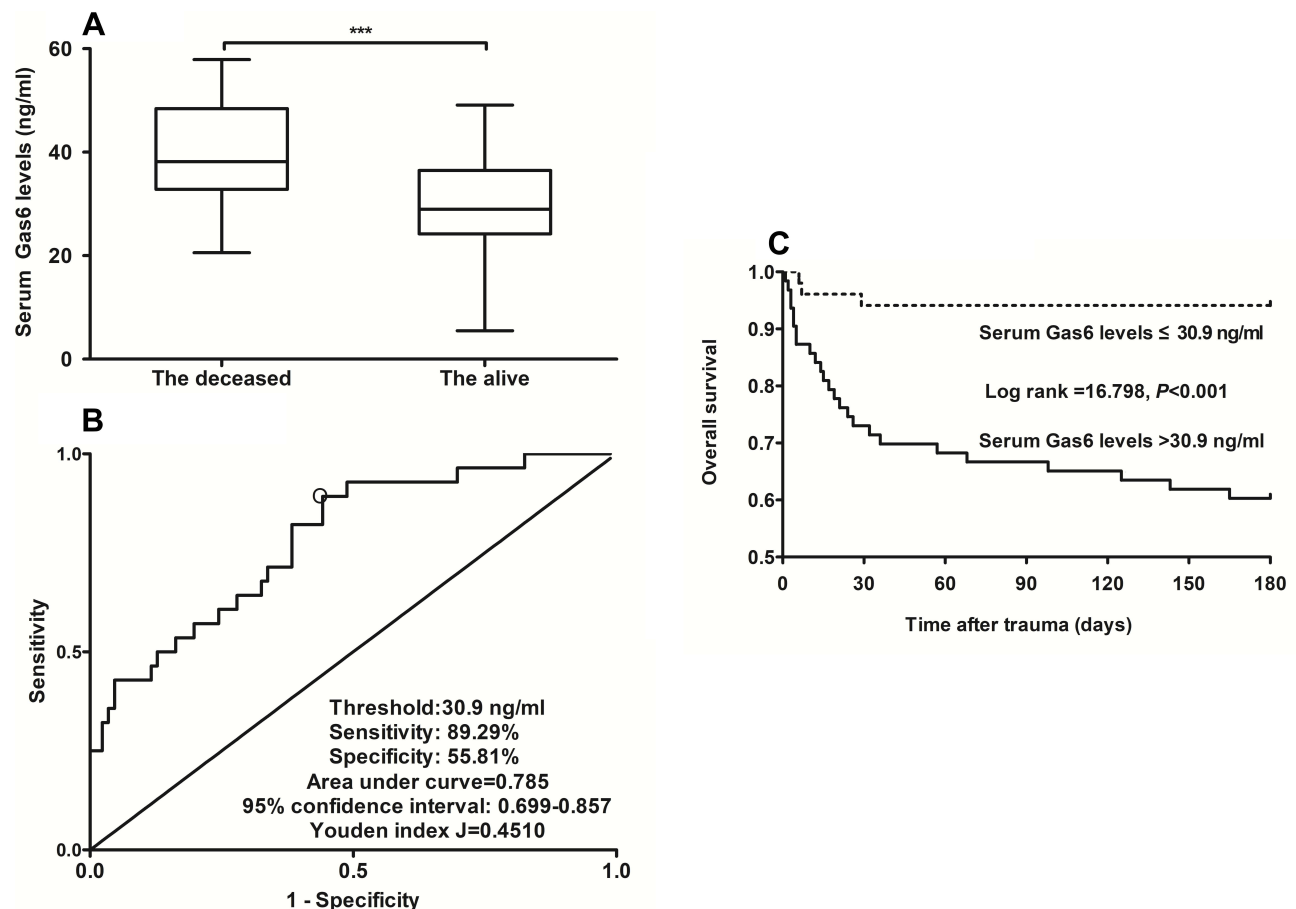 A
***
60
40
20
0
Serum Gas6 levels (ng/ml)
The deceased
The alive
B
1.0
0.5
0.0
Sensitivity
Threshold:30.9 ng/ml
Sensitivity: 89.29%
Specificity: 55.81%
Area under curve=0.785
95% confidence interval: 0.699-0.857
Youden index J=0.4510
0.0
0.5
1.0
1 - Specificity
C
1.0
0.9
0.8
0.7
0.6
0.5
Overall survival
Serum Gas6 levels ≤ 30.9 ng/ml
Log rank =16.798, P<0.001
Serum Gas6 levels >30.9 ng/ml
0
30
60
90
120
150
180
Time after trauma (days)